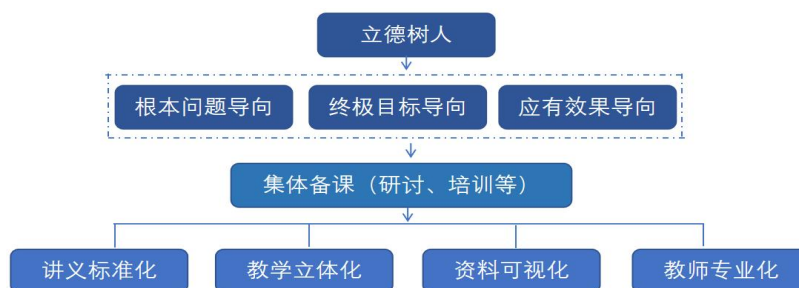 立德树人
根本问题导向 终极目标导向 应有效果导向
集体备课（研讨、培训等）
讲义标准化 教学立体化 资料可视化 教师专业化